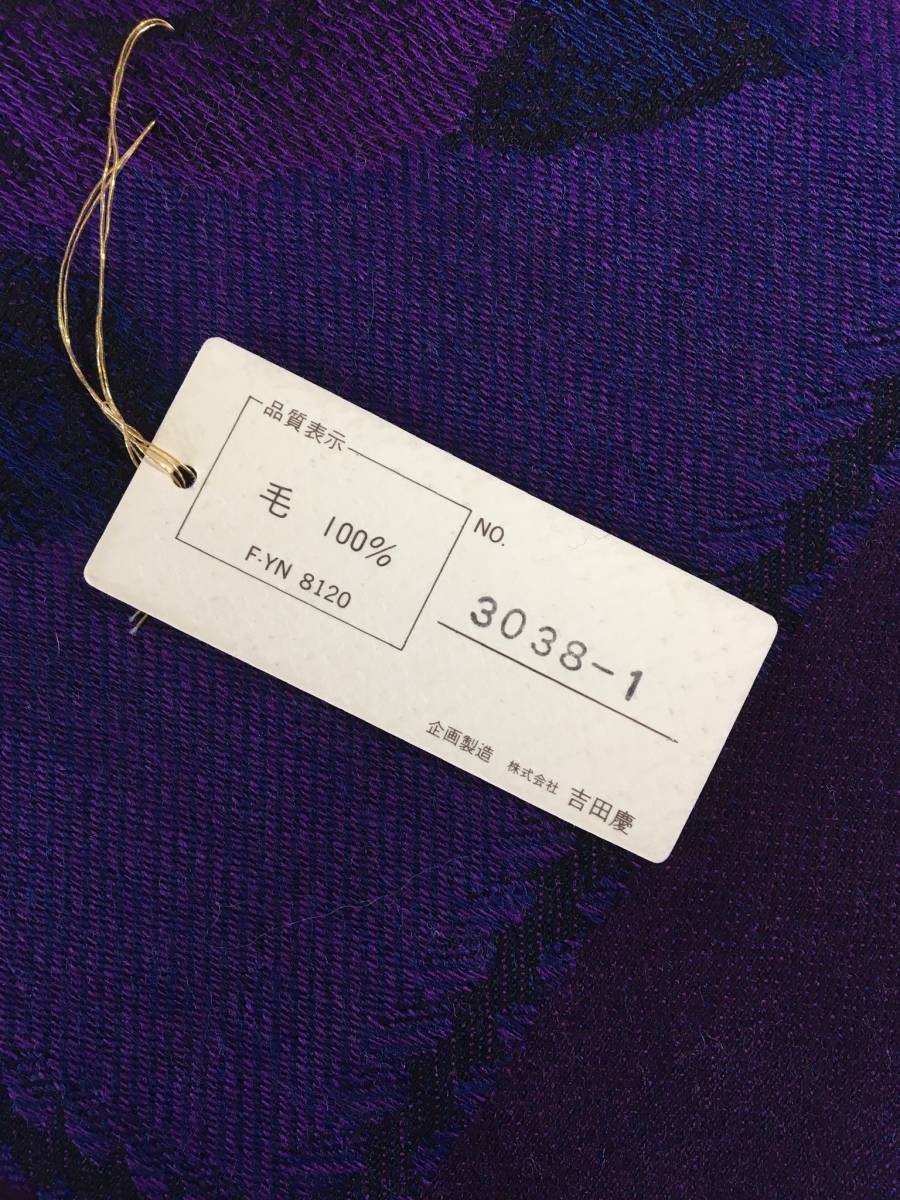 品質表示
毛 100%
F-YN 8120
NO.
3038-1
企画製造 株式会社 吉田慶